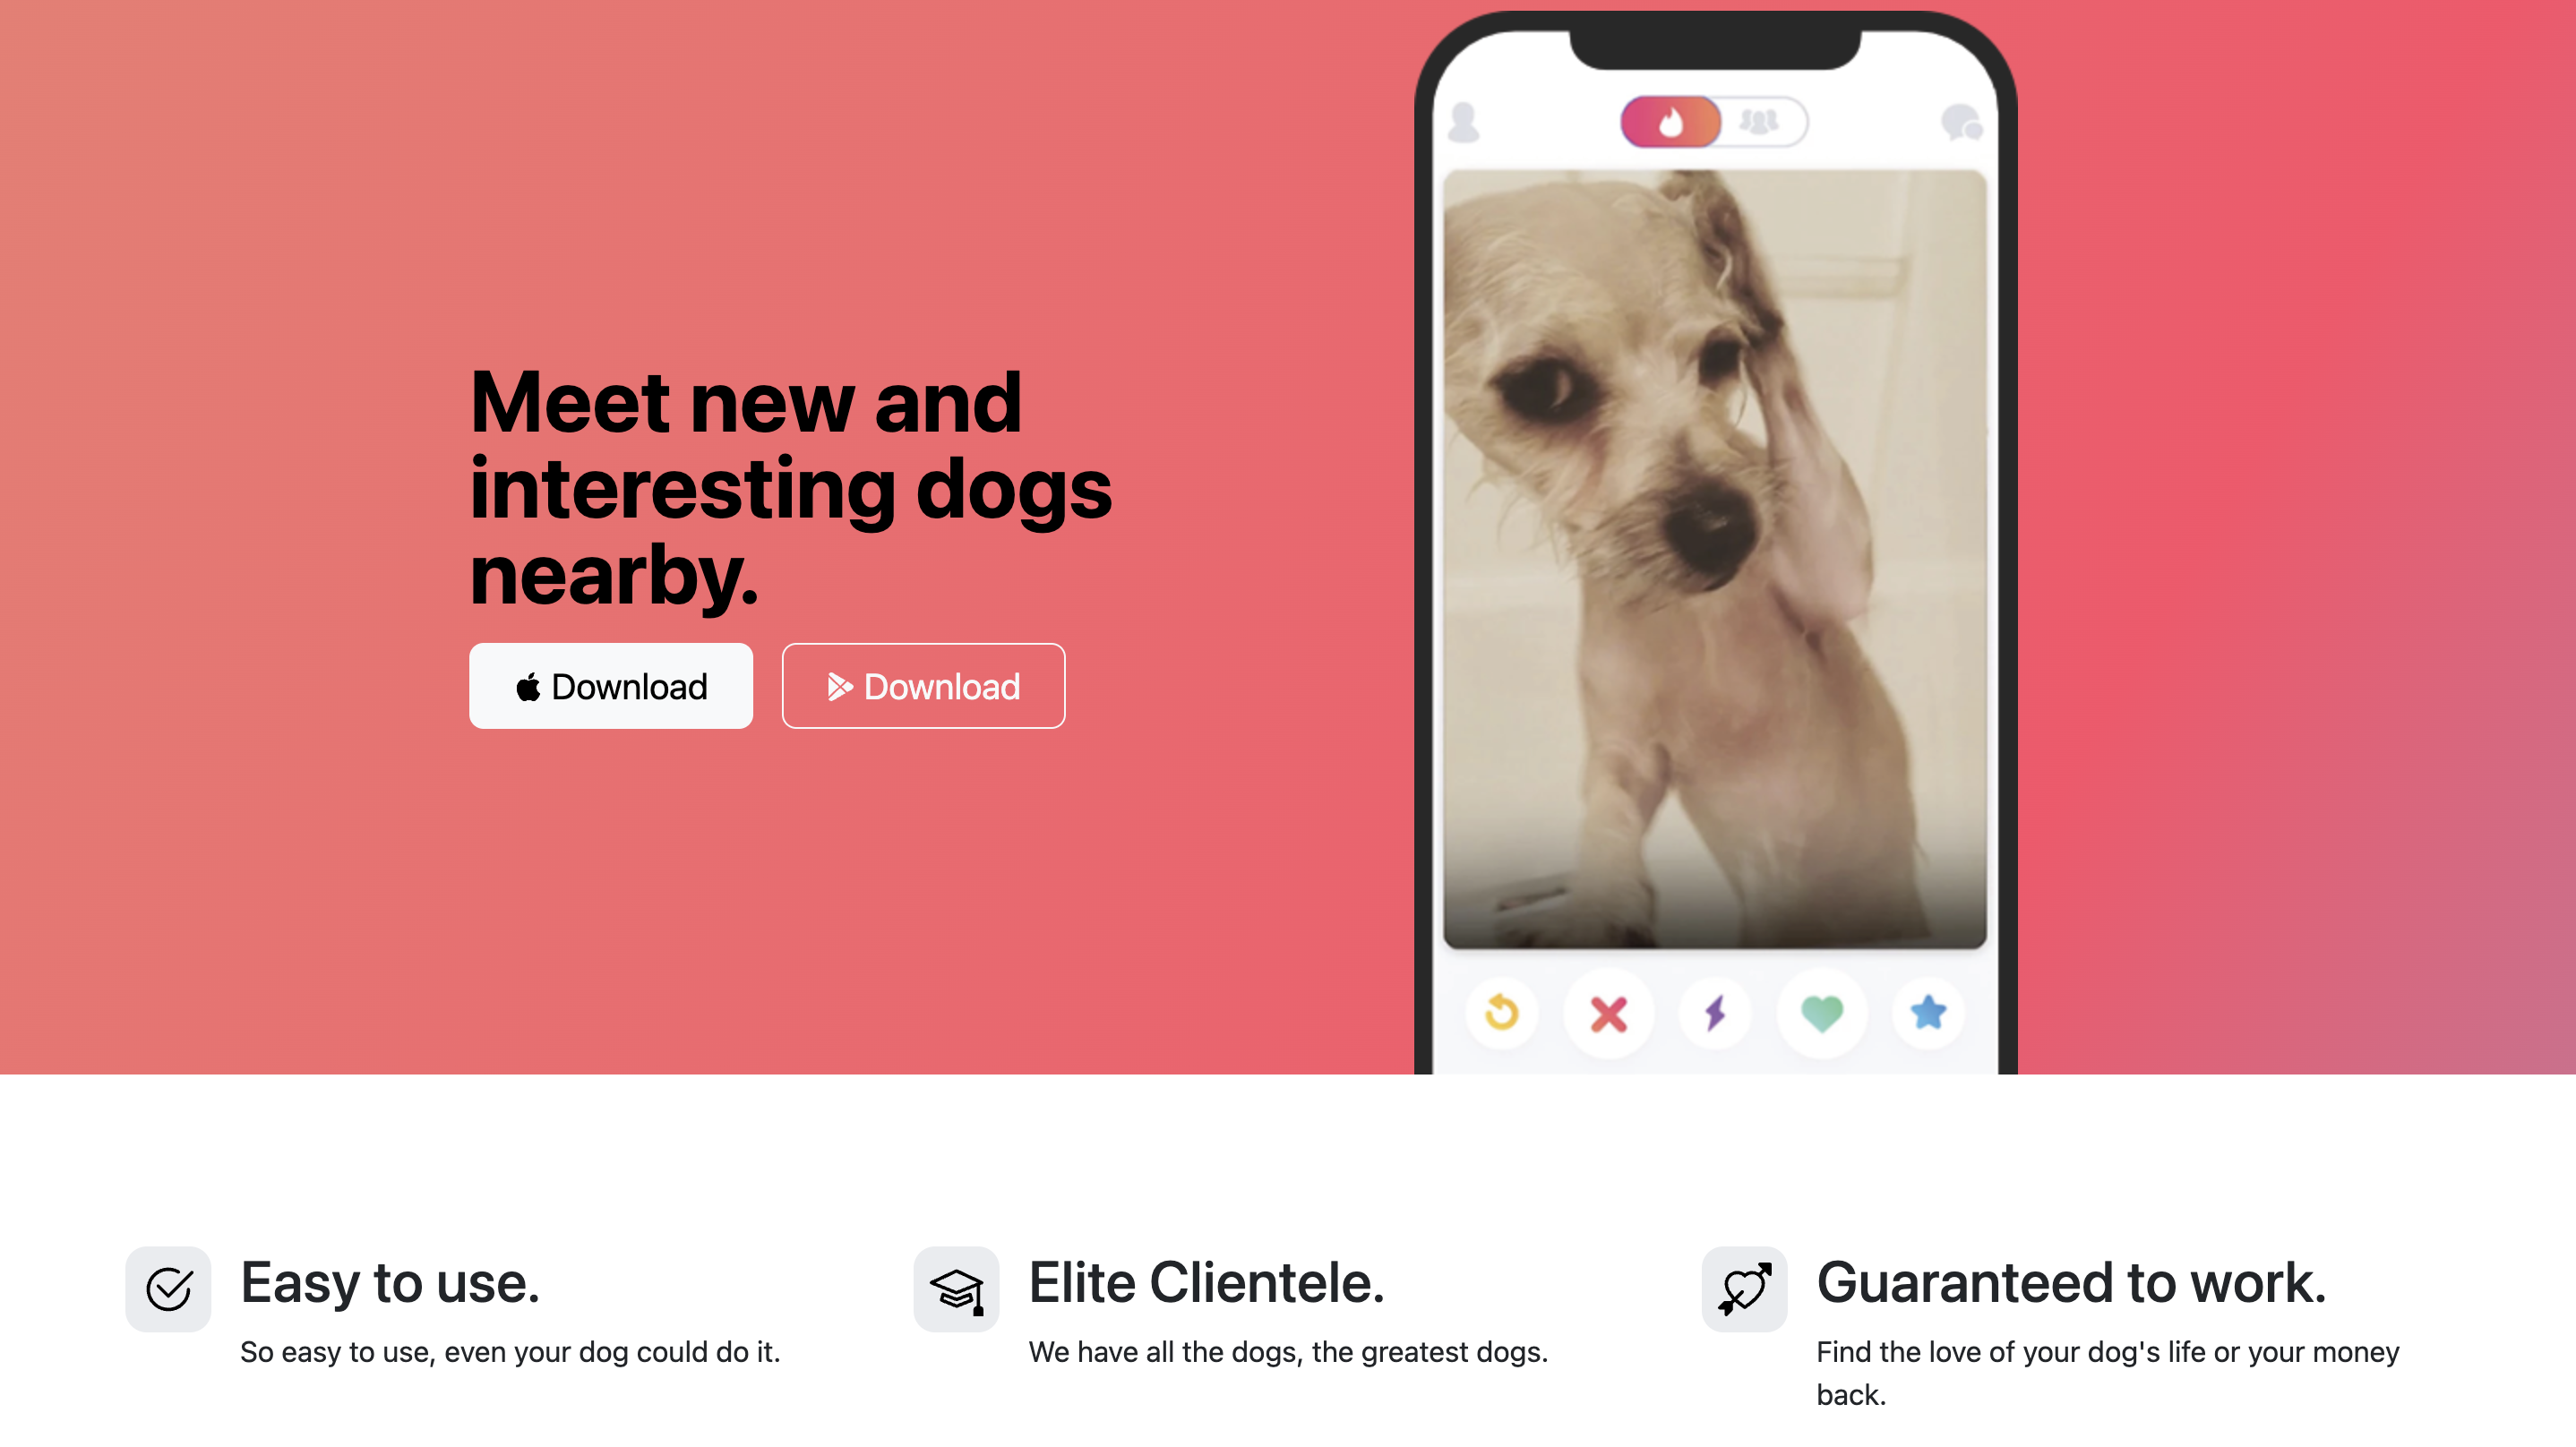 Meet new and
interesting dogs
nearby.
Download
Download
Easy to use.
So easy to use, even your dog could do it.
Elite Clientele.
We have all the dogs, the greatest dogs.
Guaranteed to work.
Find the love of your dog's life or your money
back.